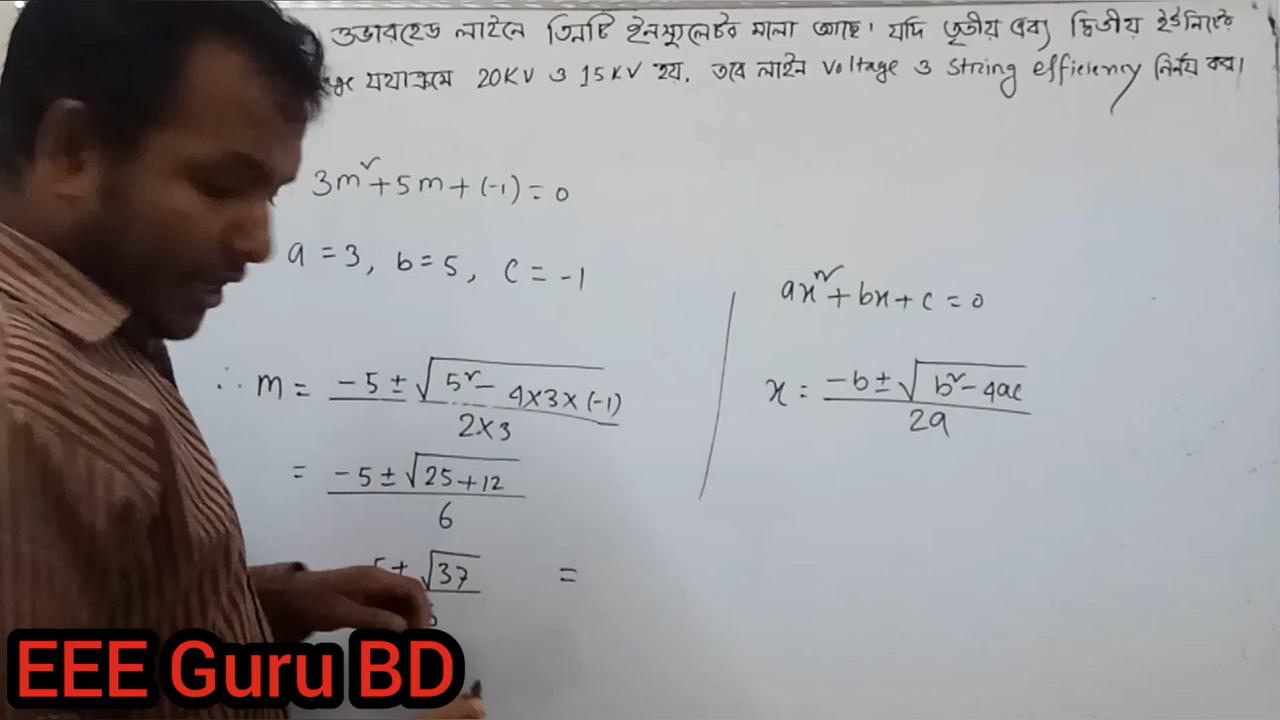 ওভারহেড লাইনে তিনটি ইনস্যুলেটর মালা আছে। যদি তৃতীয় এবং দ্বিতীয় ইউনিটের
যথাক্রমে 20KV ও 15KV হয়, তবে লাইন Voltage ও String efficiency নির্নয় কর।
3m²+5m+(-1)=0
a=3, b=5, c=-1
ax²+bx+c=0
∴ m = (-5±√(5²-4×3×(-1)))/(2×3)
x = (-b±√(b²-4ac))/(2a)
= (-5±√(25+12))/6
5±√37 =
EEE Guru BD